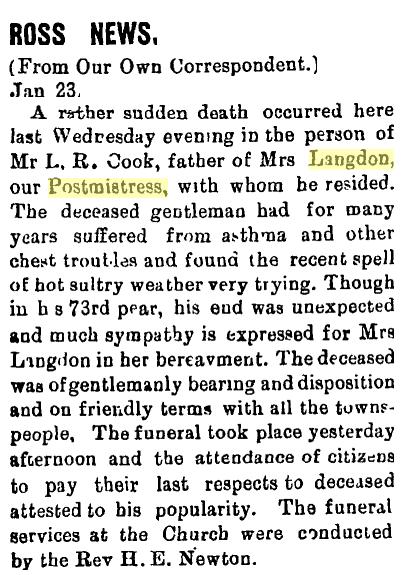 ROSS NEWS.
(From Our Own Correspondent.)
Jan 23.
A rather sudden death occurred here
last Wednesday evening in the person of
Mr L. R. Cook, father of Mrs Langdon,
our Postmistress, with whom he resided.
The deceased gentleman had for many
years suffered from asthma and other
chest troubles and found the recent spell
of hot sultry weather very trying. Though
in h s 73rd pear, his end was unexpected
and much sympathy is expressed for Mrs
Langdon in her bereavment. The deceased
was of gentlemanly bearing and disposition
and on friendly terms with all the towns-
people. The funeral took place yesterday
afternoon and the attendance of citizens
to pay their last respects to deceased
attested to his popularity. The funeral
services at the Church were conducted
by the Rev H. E. Newton.